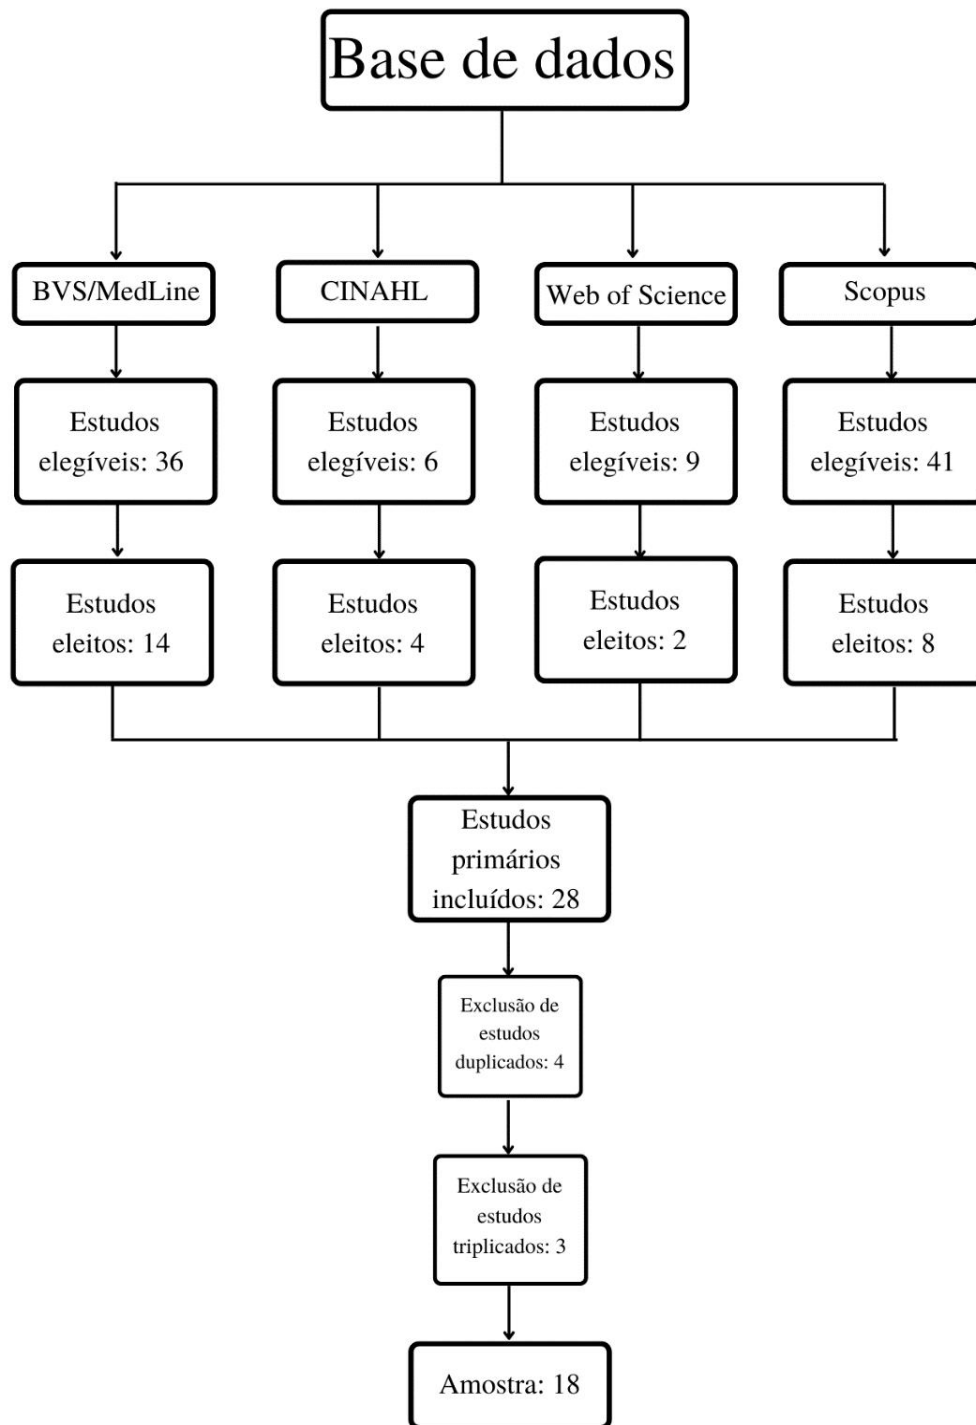 Base de dados
BVS/MedLine
CINAHL
Web of Science
Scopus
Estudos
elegíveis: 36
Estudos
elegíveis: 6
Estudos
elegíveis: 9
Estudos
elegíveis: 41
Estudos
eleitos: 14
Estudos
eleitos: 4
Estudos
eleitos: 2
Estudos
eleitos: 8
Estudos
primários
incluídos: 28
Exclusão de
estudos
duplicados: 4
Exclusão de
estudos
triplicados: 3
Amostra: 18